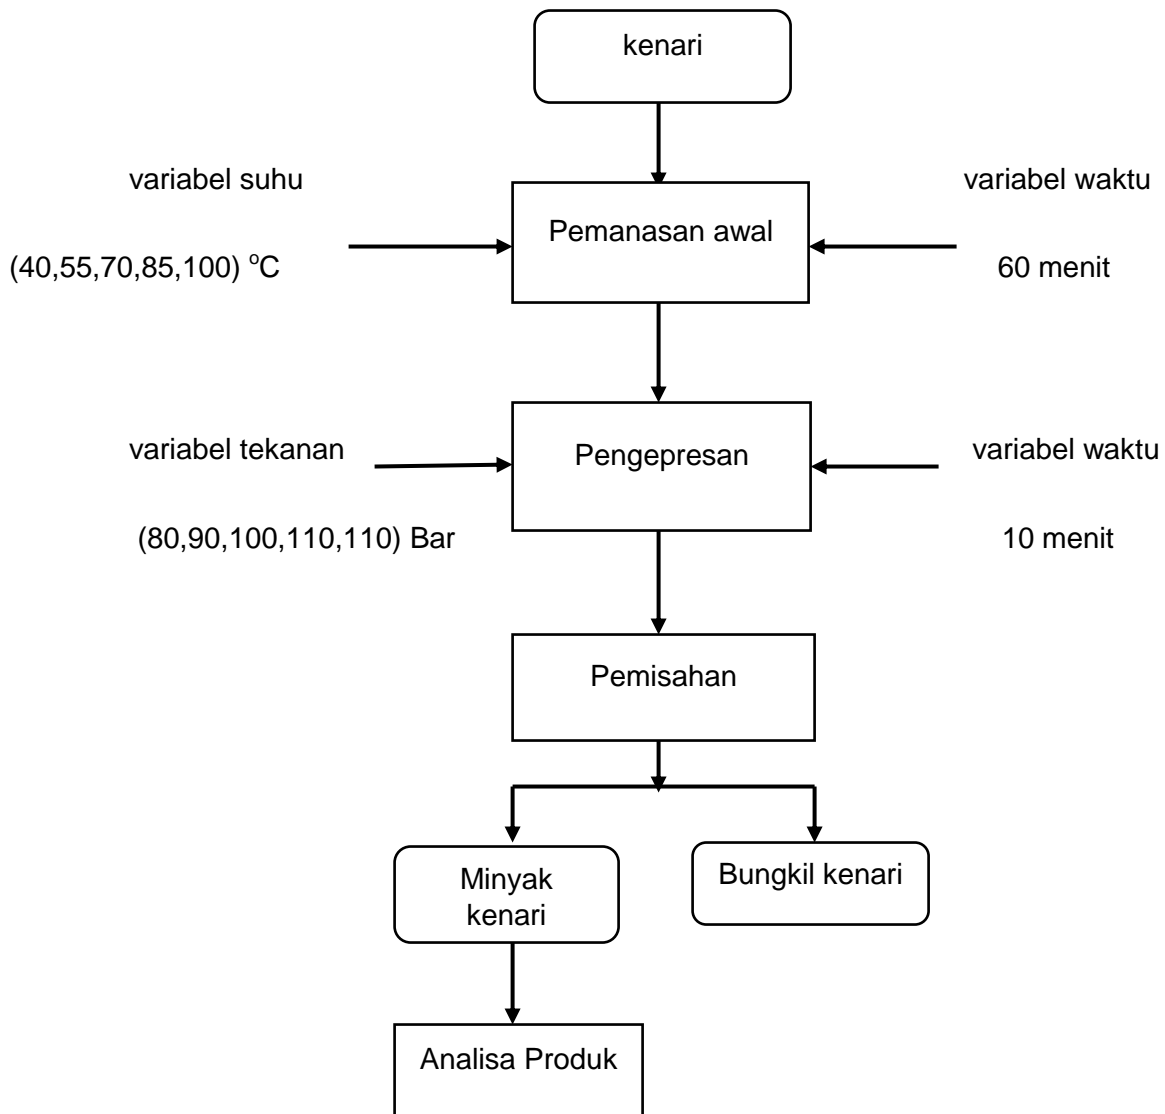 kenari
variabel suhu
variabel waktu
Pemanasan awal
(40,55,70,85,100) °C
60 menit
variabel tekanan
Pengepresan
variabel waktu
(80,90,100,110,110) Bar
10 menit
Pemisahan
Minyak
kenari
Bungkil kenari
Analisa Produk